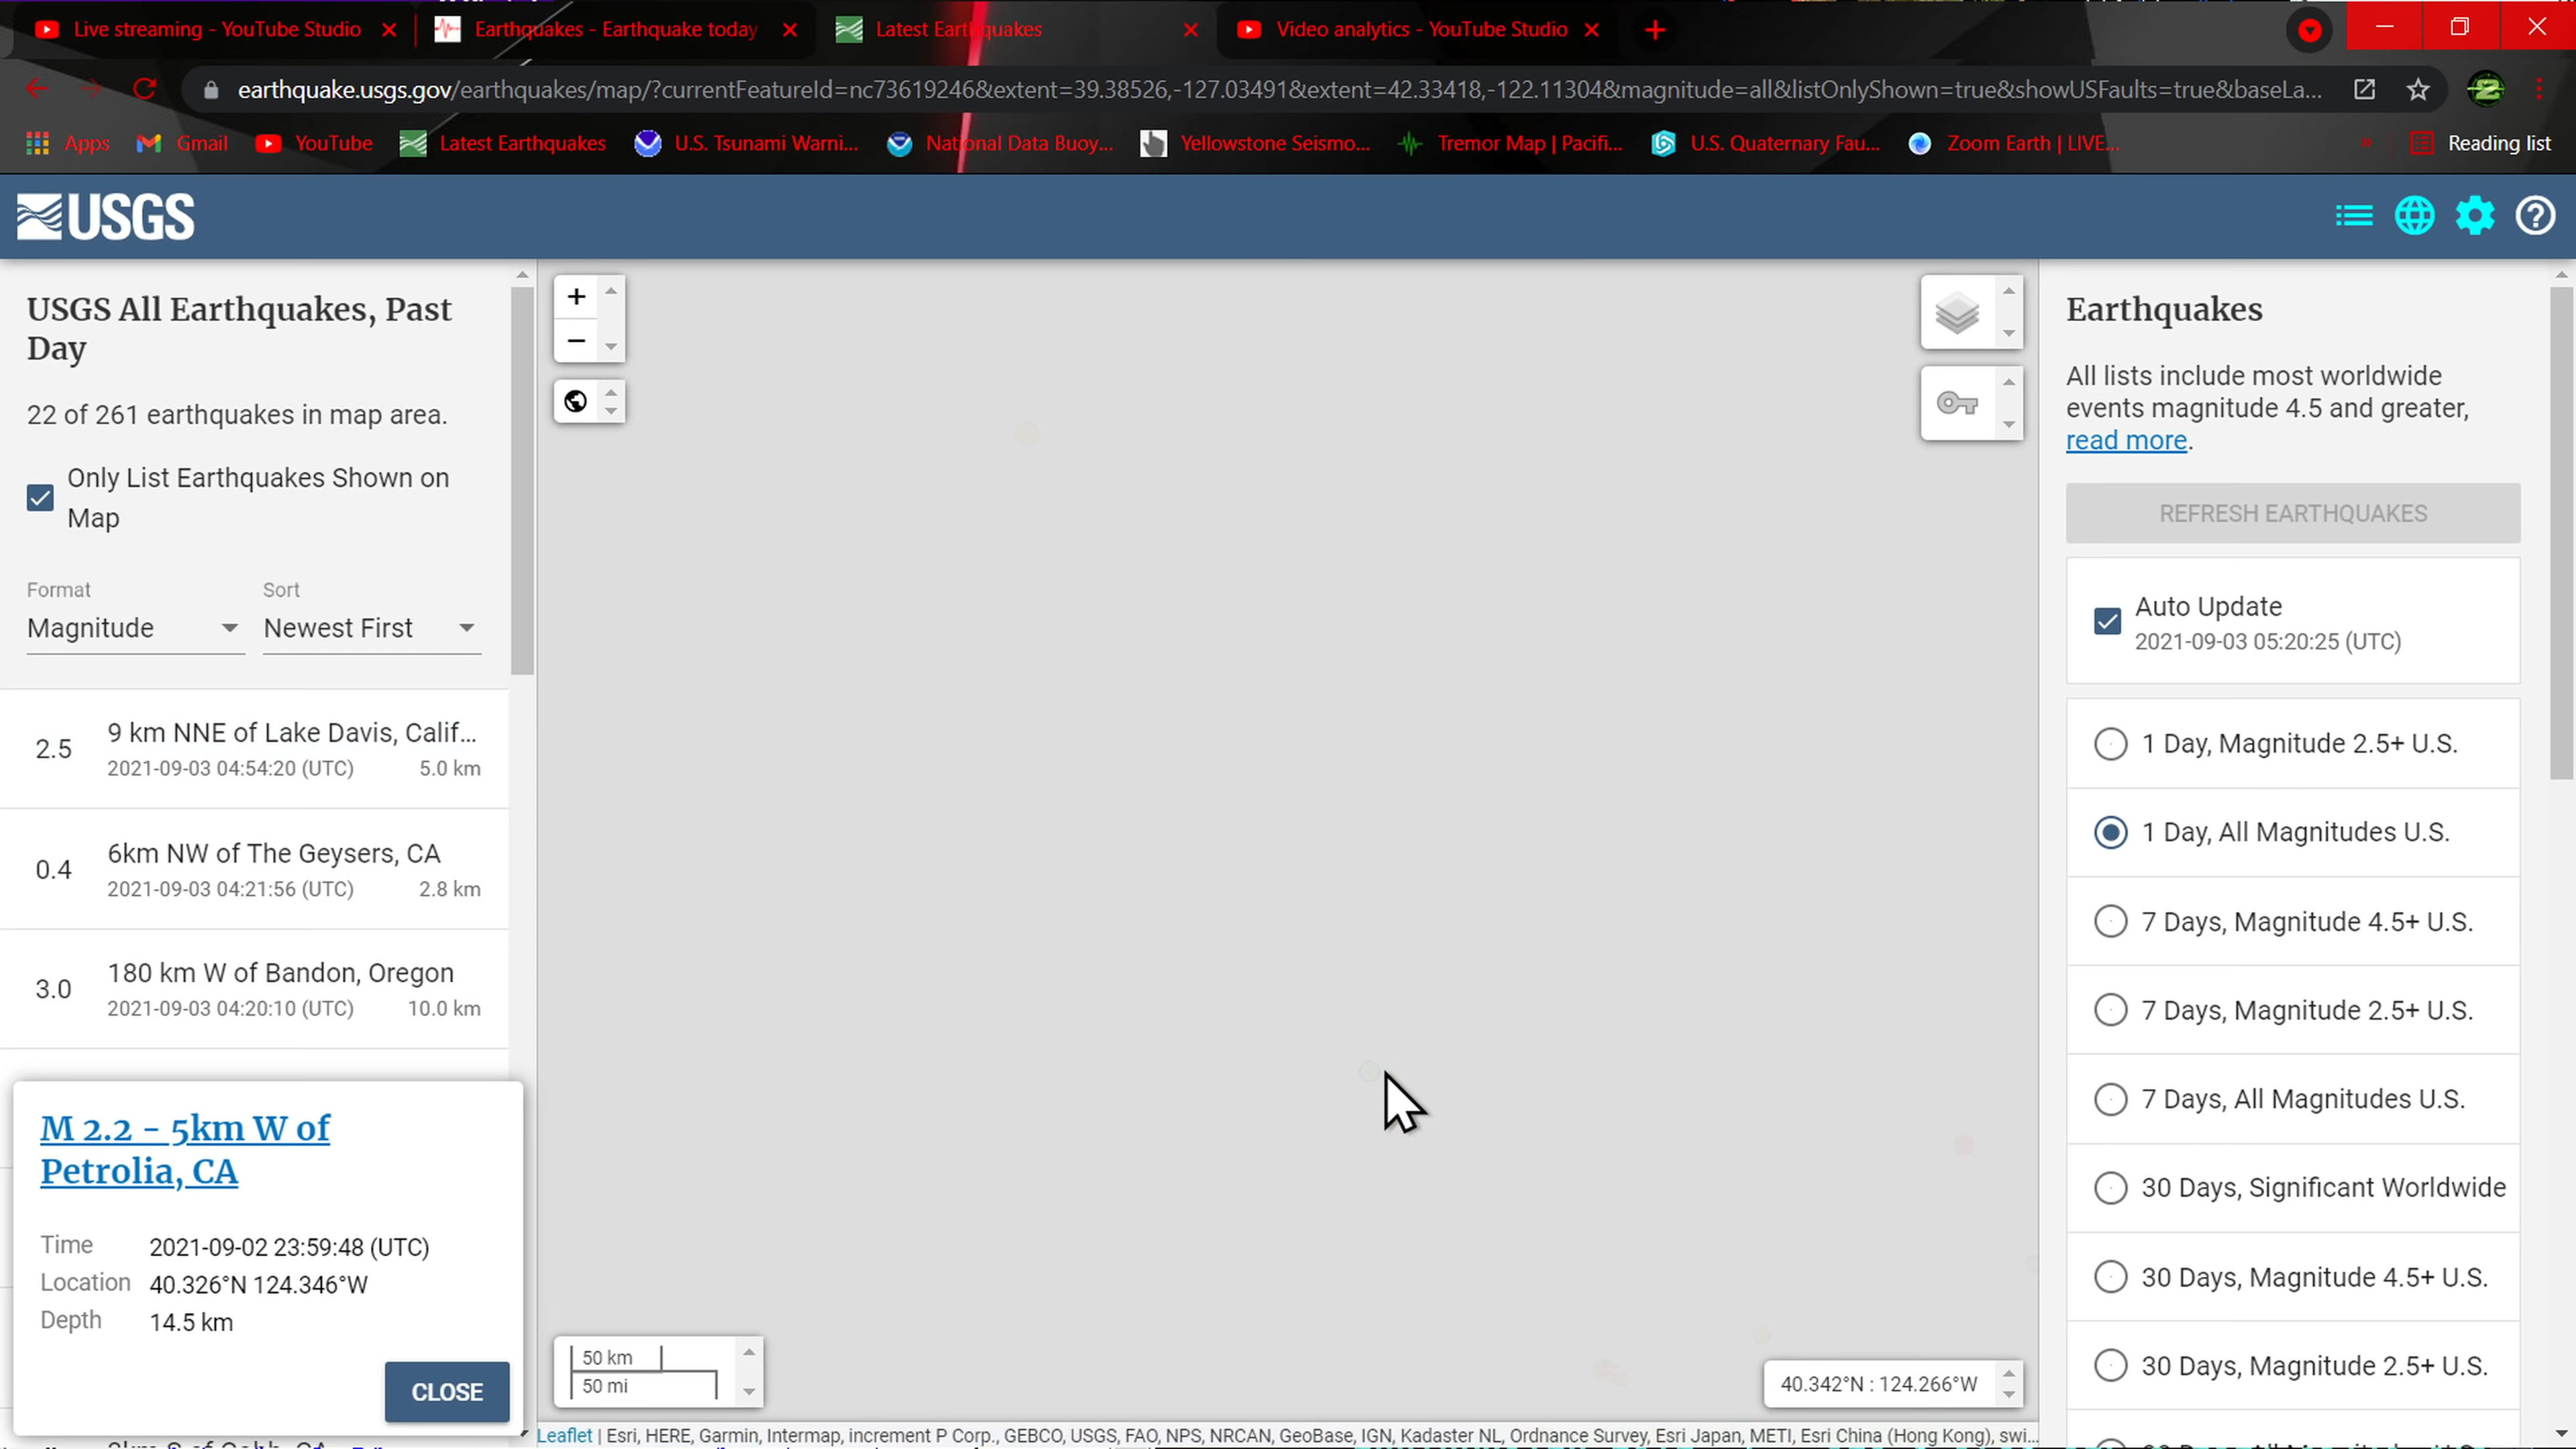 Live streaming - YouTube Studio
Earthquakes - Earthquake today
Latest Earthquakes
Video analytics - YouTube Studio
earthquake.usgs.gov/earthquakes/map/?currentFeatureId=nc73619246&extent=39.38526,-127.03491&extent=42.33418,-122.11304&magnitude=all&listOnlyShown=true&showUSFaults=true&baseLa...
Apps
Gmail
YouTube
Latest Earthquakes
U.S. Tsunami Warni...
National Data Buoy...
Yellowstone Seismo...
Tremor Map | Pacifi...
U.S. Quaternary Fau...
Zoom Earth | LIVE...
»
Reading list
USGS
USGS All Earthquakes, Past
Day
22 of 261 earthquakes in map area.
Only List Earthquakes Shown on
Map
Format
Sort
Magnitude
Newest First
2.5
9 km NNE of Lake Davis, Calif...
2021-09-03 04:54:20 (UTC)
5.0 km
0.4
6km NW of The Geysers, CA
2021-09-03 04:21:56 (UTC)
2.8 km
3.0
180 km W of Bandon, Oregon
2021-09-03 04:20:10 (UTC)
10.0 km
M 2.2 - 5km W of
Petrolia, CA
Time
2021-09-02 23:59:48 (UTC)
Location
40.326°N 124.346°W
Depth
14.5 km
CLOSE
+
−
50 km
50 mi
40.342°N : 124.266°W
Leaflet | Esri, HERE, Garmin, Intermap, increment P Corp., GEBCO, USGS, FAO, NPS, NRCAN, GeoBase, IGN, Kadaster NL, Ordnance Survey, Esri Japan, METI, Esri China (Hong Kong), swi...
Earthquakes
All lists include most worldwide
events magnitude 4.5 and greater,
read more.
REFRESH EARTHQUAKES
Auto Update
2021-09-03 05:20:25 (UTC)
1 Day, Magnitude 2.5+ U.S.
1 Day, All Magnitudes U.S.
7 Days, Magnitude 4.5+ U.S.
7 Days, Magnitude 2.5+ U.S.
7 Days, All Magnitudes U.S.
30 Days, Significant Worldwide
30 Days, Magnitude 4.5+ U.S.
30 Days, Magnitude 2.5+ U.S.